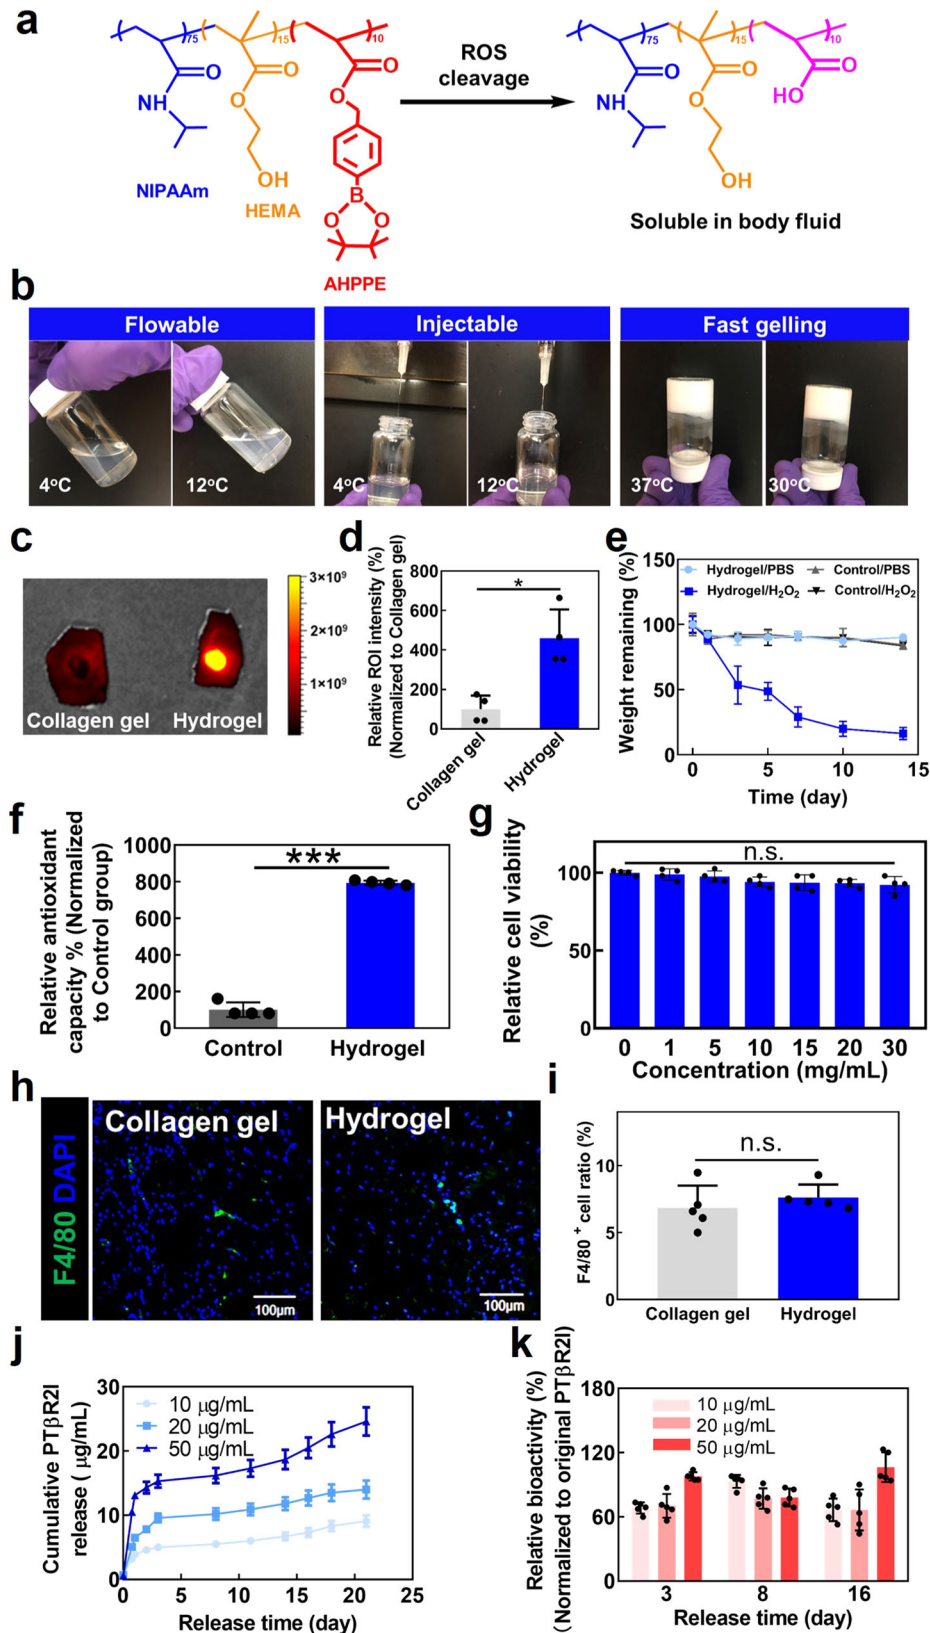 a
75
15
10
O
O
O
NH
O
O
OH
B
O
O
NIPAAm
HEMA
AHPPE
ROS
cleavage
75
15
10
O
O
O
NH
O
HO
OH
Soluble in body fluid
b
Flowable
Injectable
Fast gelling
4°C
12°C
4°C
12°C
37°C
30°C
c
Collagen gel
Hydrogel
3×10⁹
2×10⁹
1×10⁹
d
Relative ROI intensity (%)
(Normalized to Collagen gel)
800
600
400
200
0
*
Collagen gel
Hydrogel
e
Weight remaining (%)
150
100
50
0
Hydrogel/PBS
Control/PBS
Hydrogel/H₂O₂
Control/H₂O₂
0
5
10
15
Time (day)
f
Relative antioxidant
capacity % (Normalized
to Control group)
1000
800
600
400
200
0
***
Control
Hydrogel
g
Relative cell viability
(%)
100
50
0
n.s.
0
1
5
10
15
20
30
Concentration (mg/mL)
h
F4/80 DAPI
Collagen gel
Hydrogel
100μm
100μm
i
F4/80⁺ cell ratio (%)
10
5
0
n.s.
Collagen gel
Hydrogel
j
Cumulative PTβR2I
release ( μg/mL)
30
20
10
0
10 μg/mL
20 μg/mL
50 μg/mL
0
5
10
15
20
25
Release time (day)
k
Relative bioactivity (%)
(Normalized to original PTβR2I)
180
120
60
0
10 μg/mL
20 μg/mL
50 μg/mL
3
8
16
Release time (day)